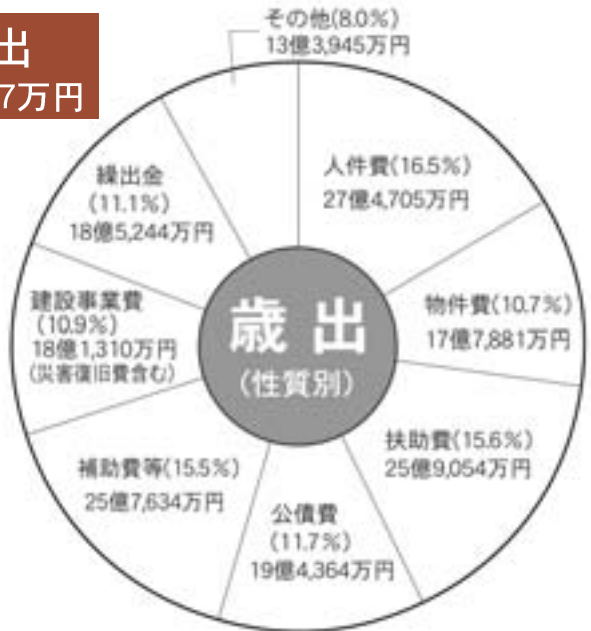 出
7万円
その他(8.0%)
13億3,945万円
人件費(16.5%)
27億4,705万円
物件費(10.7%)
17億7,881万円
扶助費(15.6%)
25億9,054万円
公債費
(11.7%)
19億4,364万円
補助費等(15.5%)
25億7,634万円
建設事業費
(10.9%)
18億1,310万円
(災害復旧費含む)
繰出金
(11.1%)
18億5,244万円
歳出
(性質別)